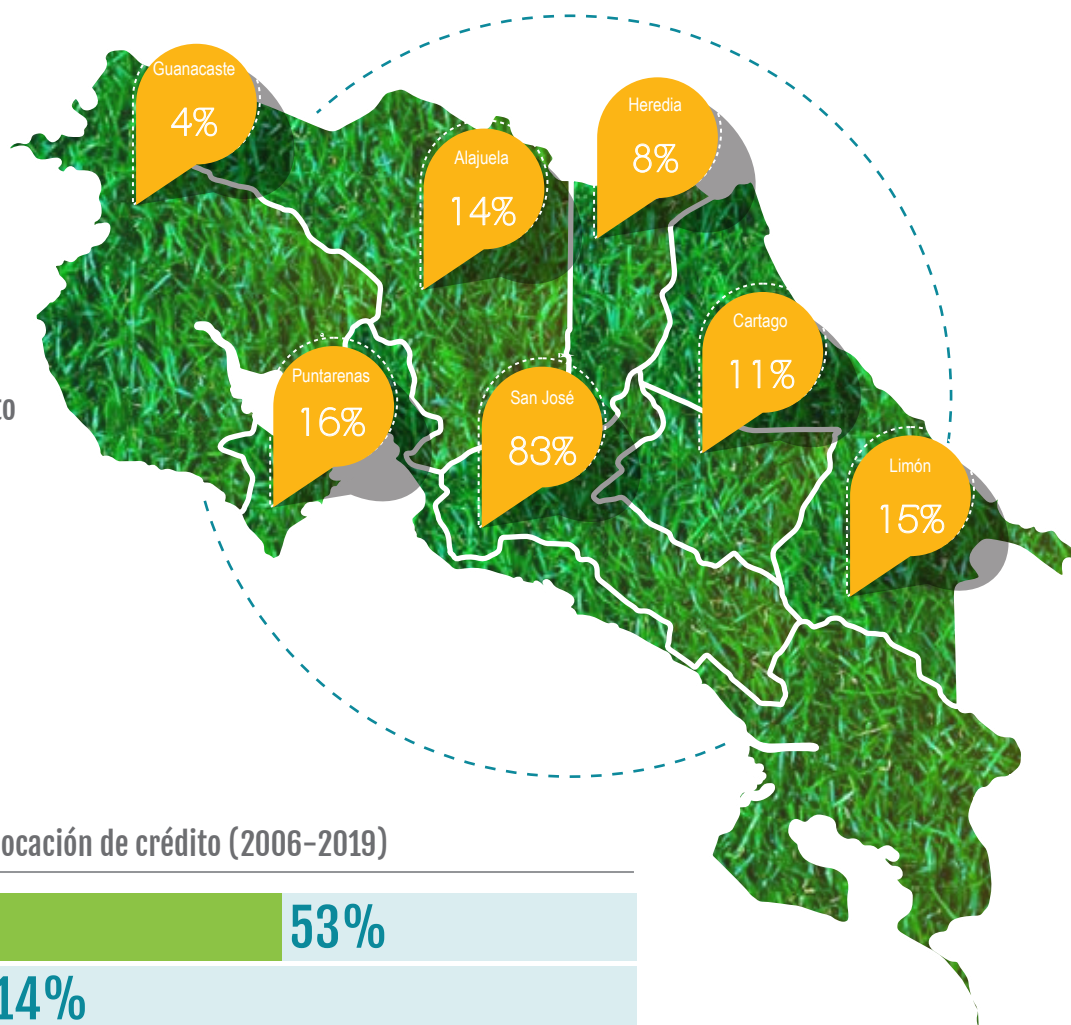 Guanacaste
4%
Heredia
8%
Alajuela
14%
Cartago
11%
Puntarenas
16%
San José
83%
Limón
15%
ocación de crédito (2006-2019)
53%
14%